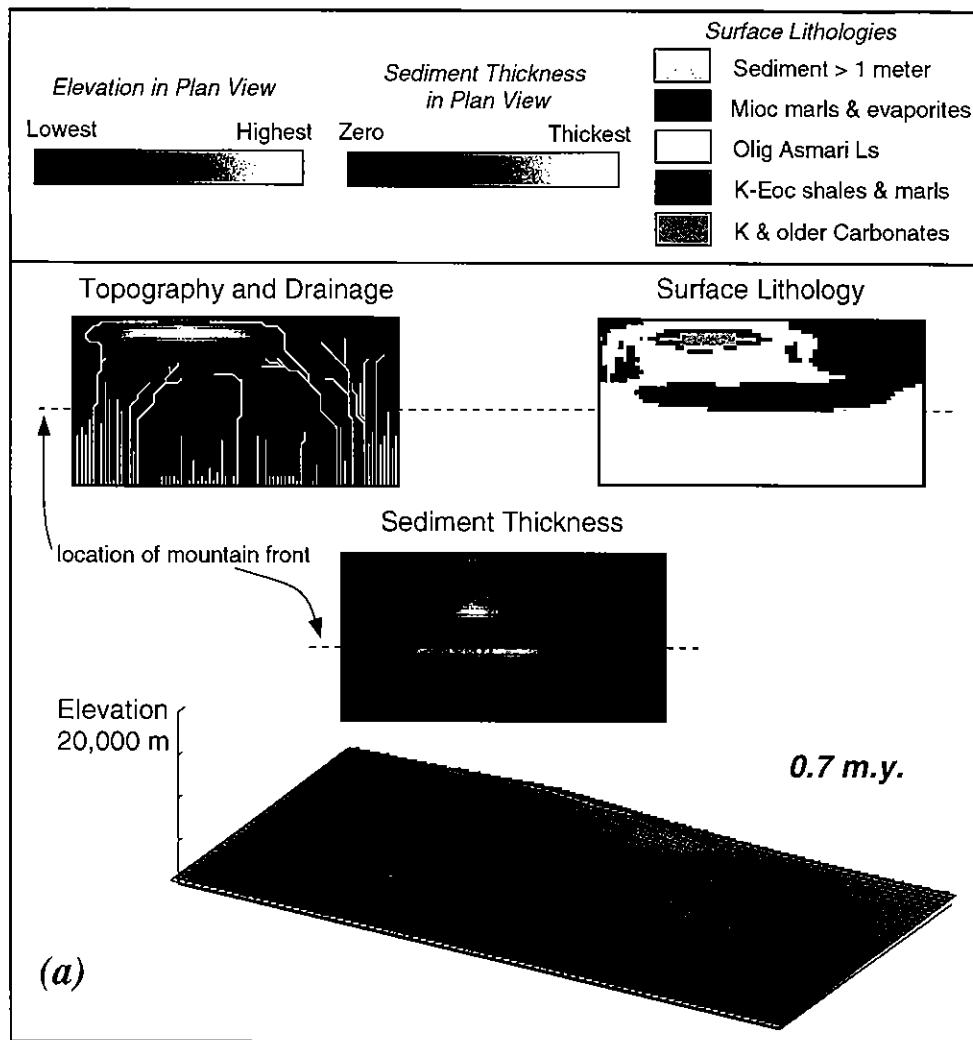 Elevation in Plan View
Lowest Highest
Sediment Thickness
in Plan View
Zero Thickest
Surface Lithologies
Sediment > 1 meter
Mioc marls & evaporites
Olig Asmari Ls
K-Eoc shales & marls
K & older Carbonates
Topography and Drainage
Surface Lithology
Sediment Thickness
location of mountain front
Elevation
20,000 m
0.7 m.y.
(a)